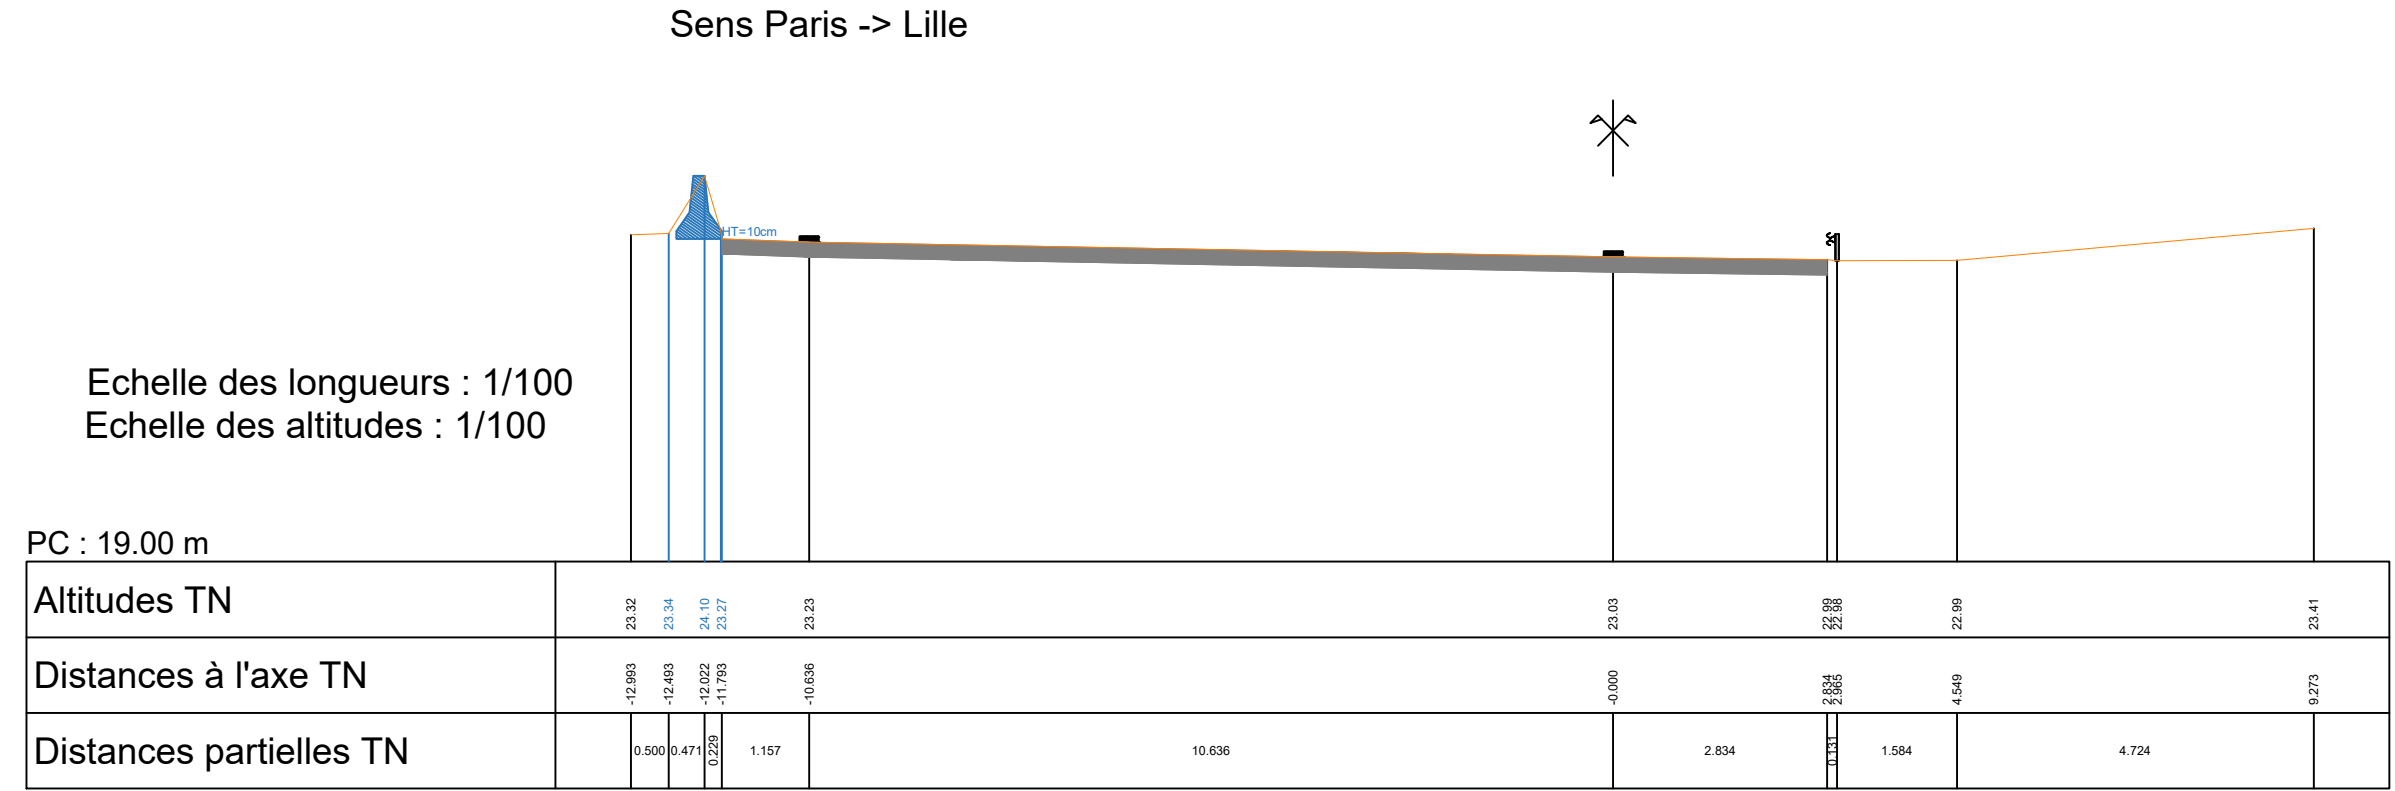 Sens Paris -> Lille
HT=10cm
Echelle des longueurs : 1/100
Echelle des altitudes : 1/100
PC : 19.00 m
Altitudes TN 23.32 23.34 24.10 23.27 23.23 23.03 22.99 22.98 22.99 23.41
Distances à l'axe TN -12.993 -12.493 -12.022 -11.793 -10.636 -0.000 2.834 2.965 4.549 9.273
Distances partielles TN 0.500 0.471 0.229 1.157 10.636 2.834 0.131 1.584 4.724